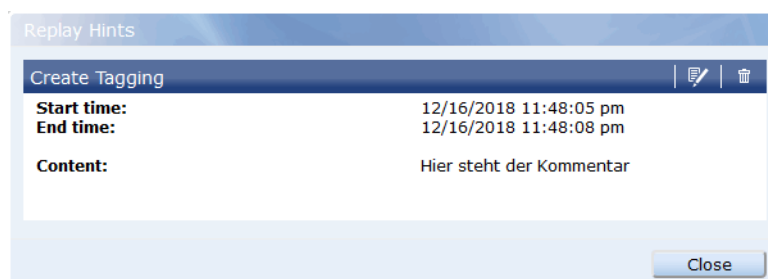 Replay Hints
Create Tagging
Start time: 12/16/2018 11:48:05 pm
End time: 12/16/2018 11:48:08 pm
Content: Hier steht der Kommentar
Close